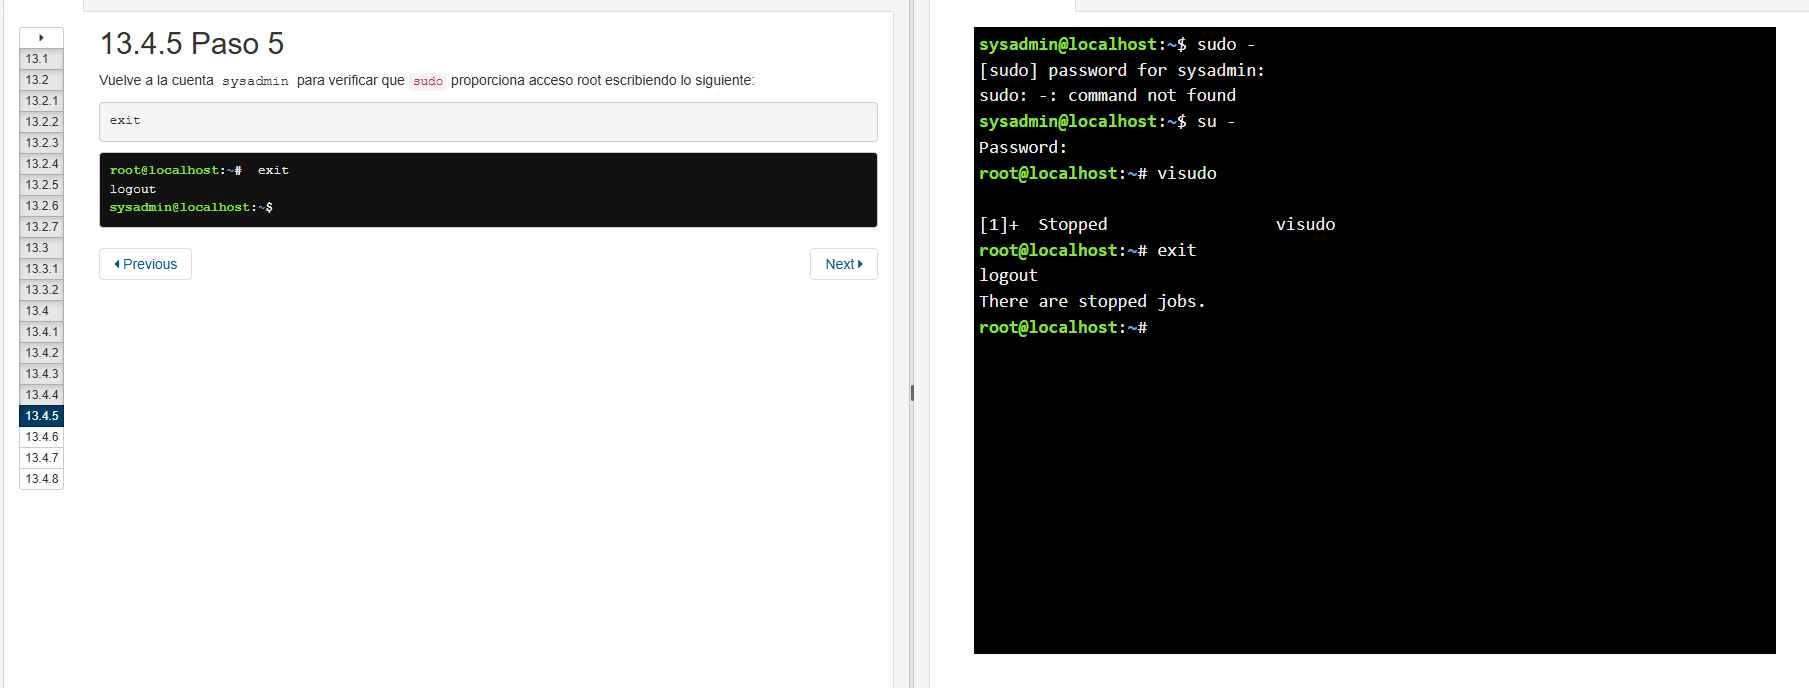 13.1
13.2
13.2.1
13.2.2
13.2.3
13.2.4
13.2.5
13.2.6
13.2.7
13.3
13.3.1
13.3.2
13.4
13.4.1
13.4.2
13.4.3
13.4.4
13.4.5
13.4.6
13.4.7
13.4.8
13.4.5 Paso 5
Vuelve a la cuenta sysadmin para verificar que sudo proporciona acceso root escribiendo lo siguiente:
exit
root@localhost:~# exit
logout
sysadmin@localhost:~$
Previous
Next
sysadmin@localhost:~$ sudo -
[sudo] password for sysadmin:
sudo: -: command not found
sysadmin@localhost:~$ su -
Password:
root@localhost:~# visudo
[1]+  Stopped                 visudo
root@localhost:~# exit
logout
There are stopped jobs.
root@localhost:~#